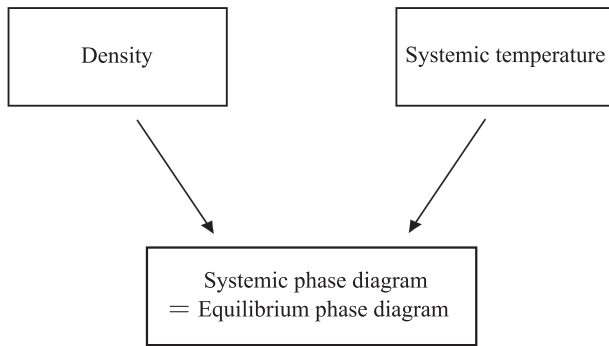 Density
Systemic temperature
Systemic phase diagram
= Equilibrium phase diagram